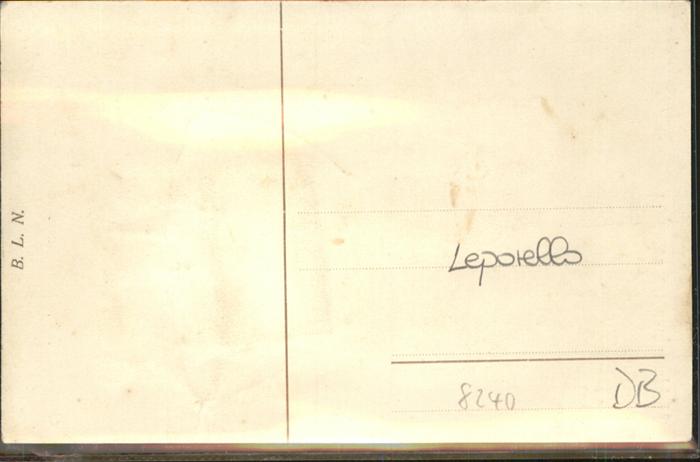 B. L. N.
Leporello
8240
DB